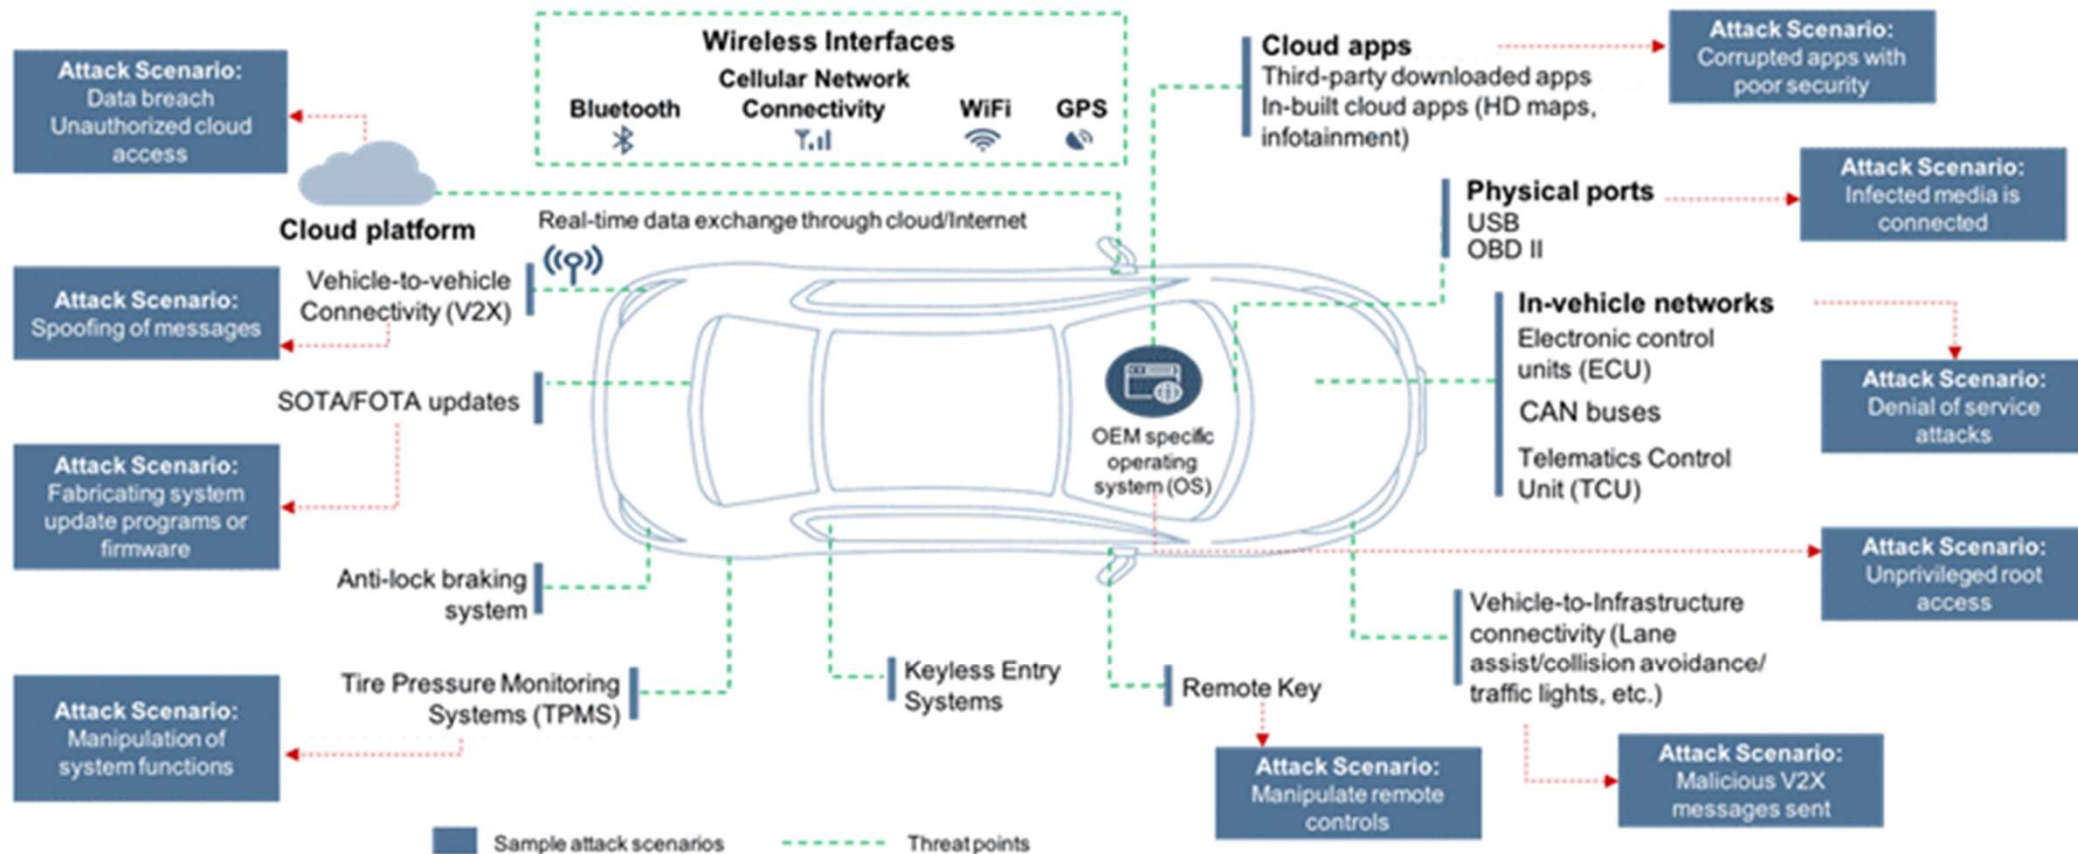 Wireless Interfaces
Cellular Network
Connectivity
Bluetooth
WiFi
GPS
Cloud apps
Third-party downloaded apps
In-built cloud apps (HD maps,
infotainment)
Attack Scenario:
Corrupted apps with
poor security
Attack Scenario:
Data breach
Unauthorized cloud
access
Cloud platform
Real-time data exchange through cloud/Internet
Physical ports
USB
OBD II
Attack Scenario:
Infected media is
connected
Vehicle-to-vehicle
Connectivity (V2X)
Attack Scenario:
Spoofing of messages
In-vehicle networks
Electronic control
units (ECU)
CAN buses
Telematics Control
Unit (TCU)
Attack Scenario:
Denial of service
attacks
SOTA/FOTA updates
OEM specific
operating
system (OS)
Attack Scenario:
Fabricating system
update programs or
firmware
Attack Scenario:
Unprivileged root
access
Anti-lock braking
system
Vehicle-to-Infrastructure
connectivity (Lane
assist/collision avoidance/
traffic lights, etc.)
Tire Pressure Monitoring
Systems (TPMS)
Keyless Entry
Systems
Remote Key
Attack Scenario:
Manipulation of
system functions
Attack Scenario:
Manipulate remote
controls
Attack Scenario:
Malicious V2X
messages sent
Sample attack scenarios
Threat points